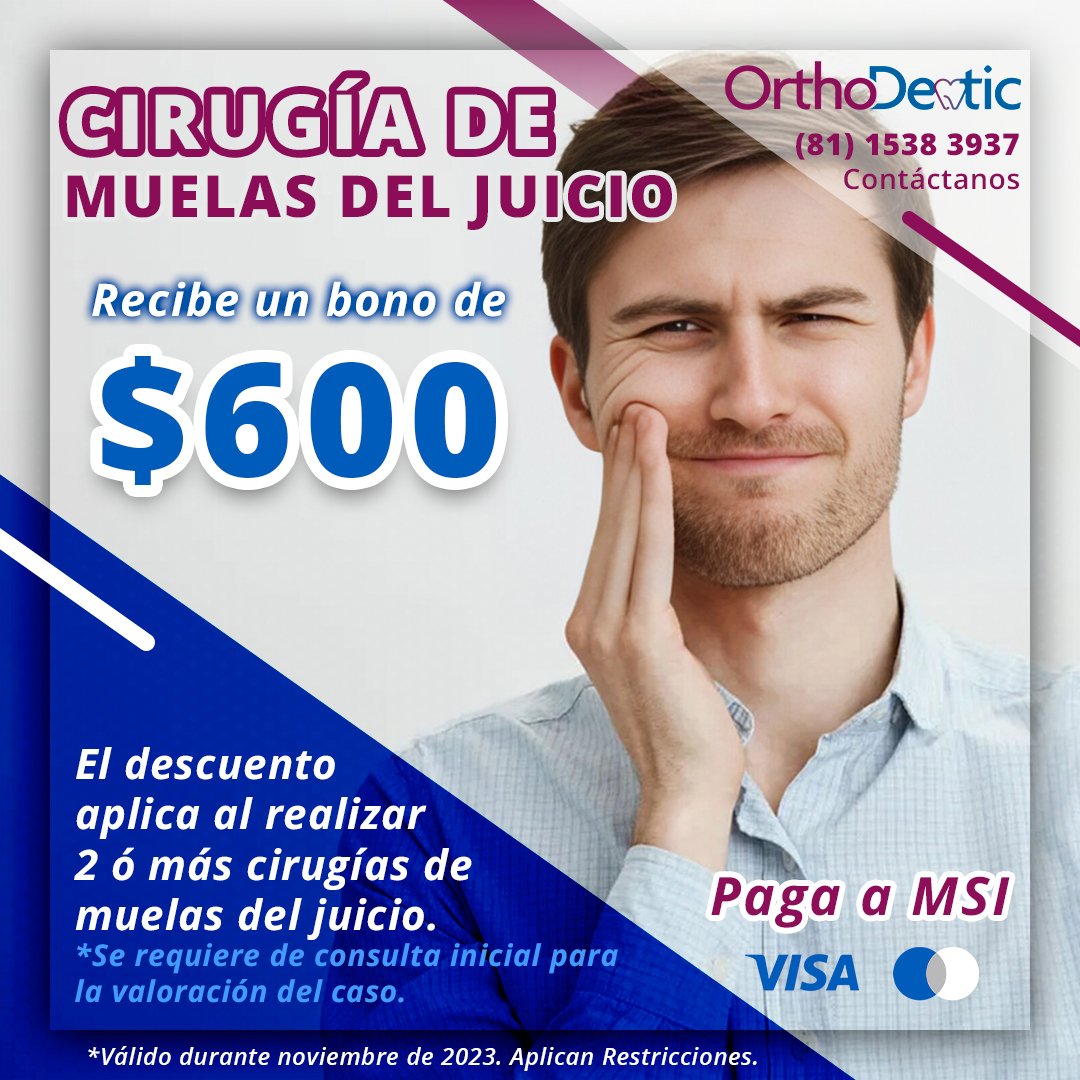 CIRUGÍA DE
MUELAS DEL JUICIO
OrthoDentic
(81) 1538 3937
Contáctanos
Recibe un bono de
$600
El descuento
aplica al realizar
2 ó más cirugías de
muelas del juicio.
*Se requiere de consulta inicial para
la valoración del caso.
Paga a MSI
VISA
*Válido durante noviembre de 2023. Aplican Restricciones.